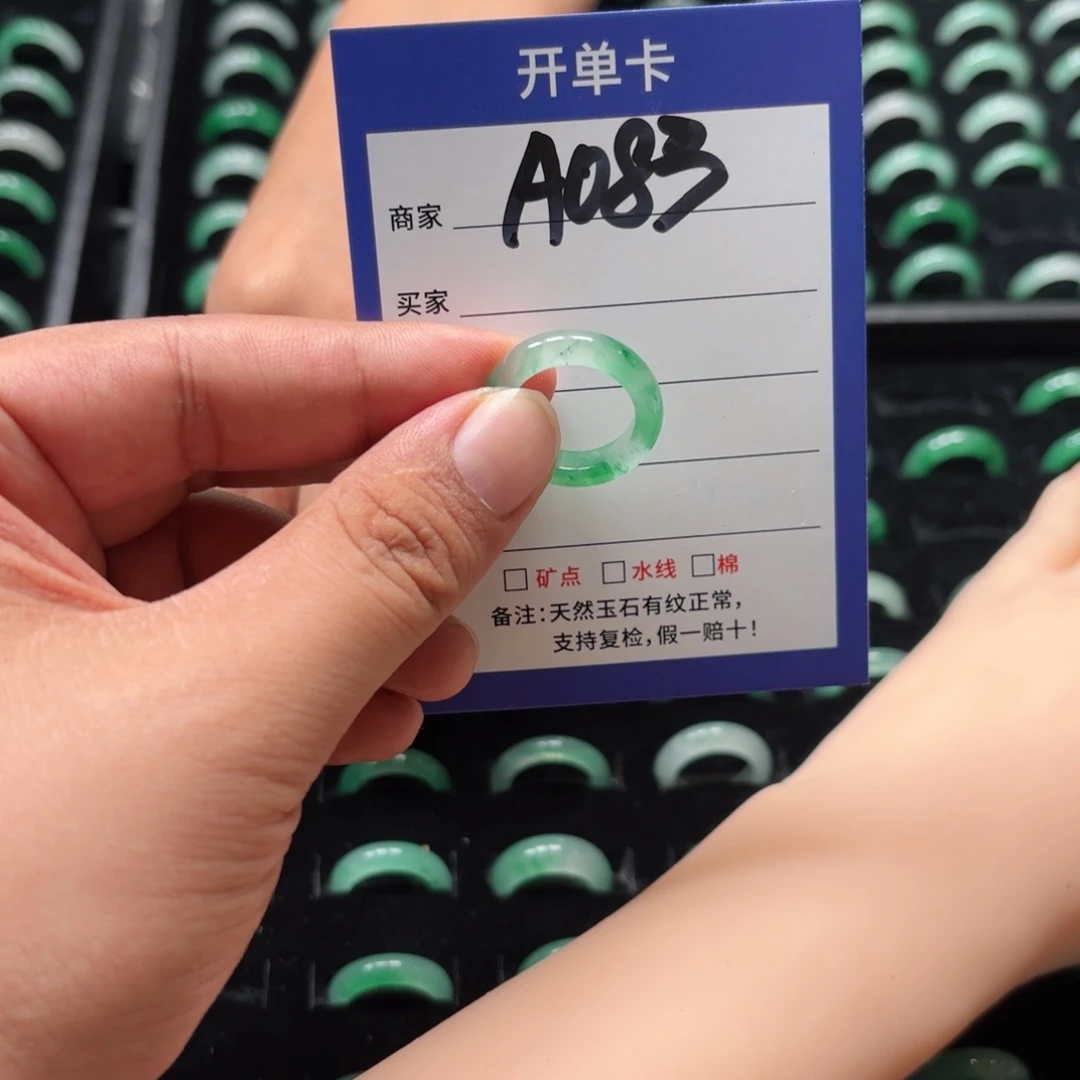 开单卡
商家 A083
买家
□ 矿点 □ 水线 □ 棉
备注：天然玉石有纹正常，
支持复检，假一赔十！